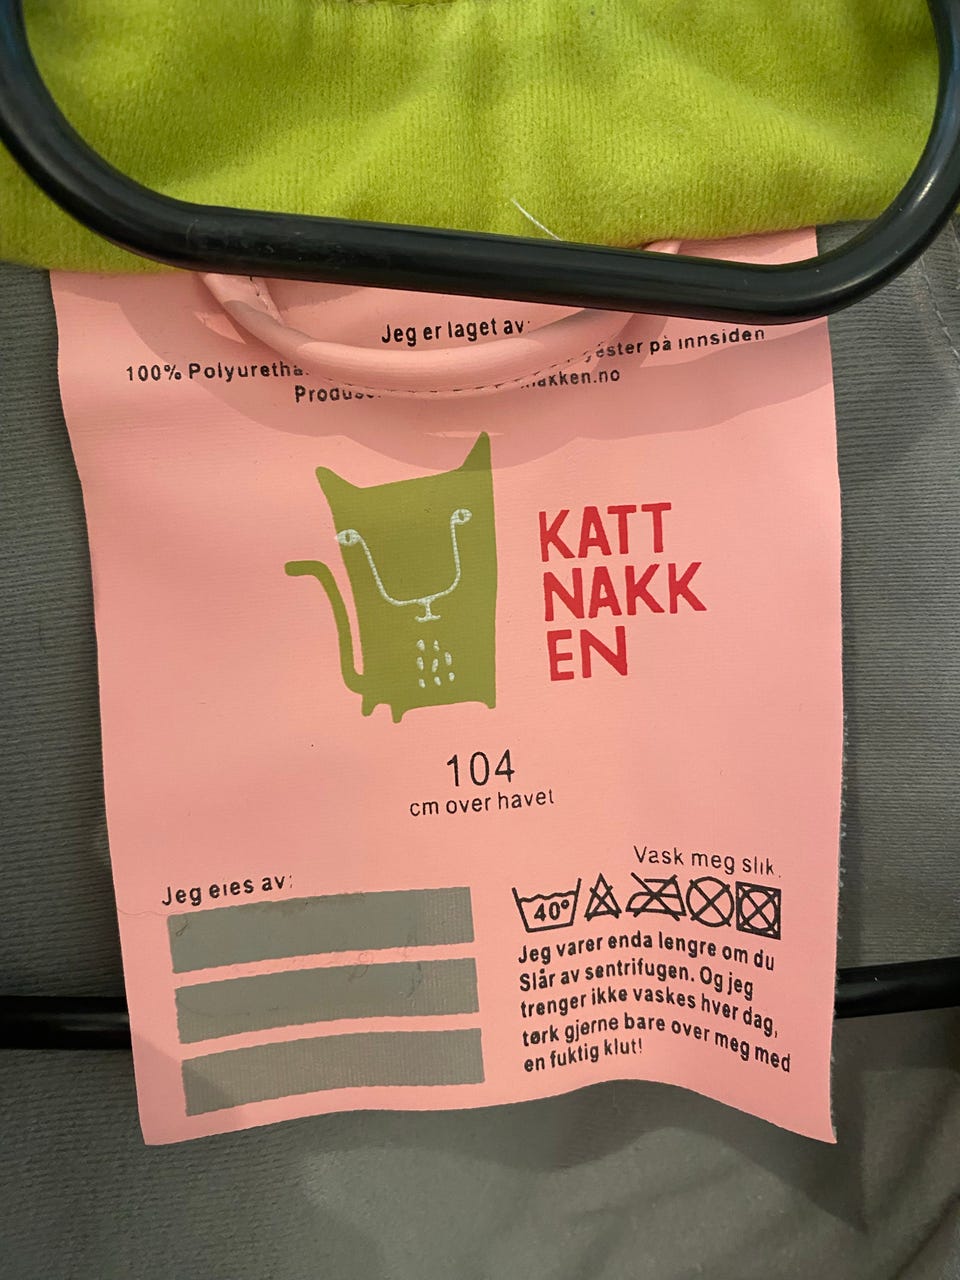 Jeg er laget av:
100% på innsiden
KATT
NAKK
EN
104
cm over havet
Jeg eies av:
Vask meg slik.
40°
Jeg varer enda lengre om du
Slår av sentrifugen. Og jeg
trenger ikke vaskes hver dag,
tørk gjerne bare over meg med
en fuktig klut!